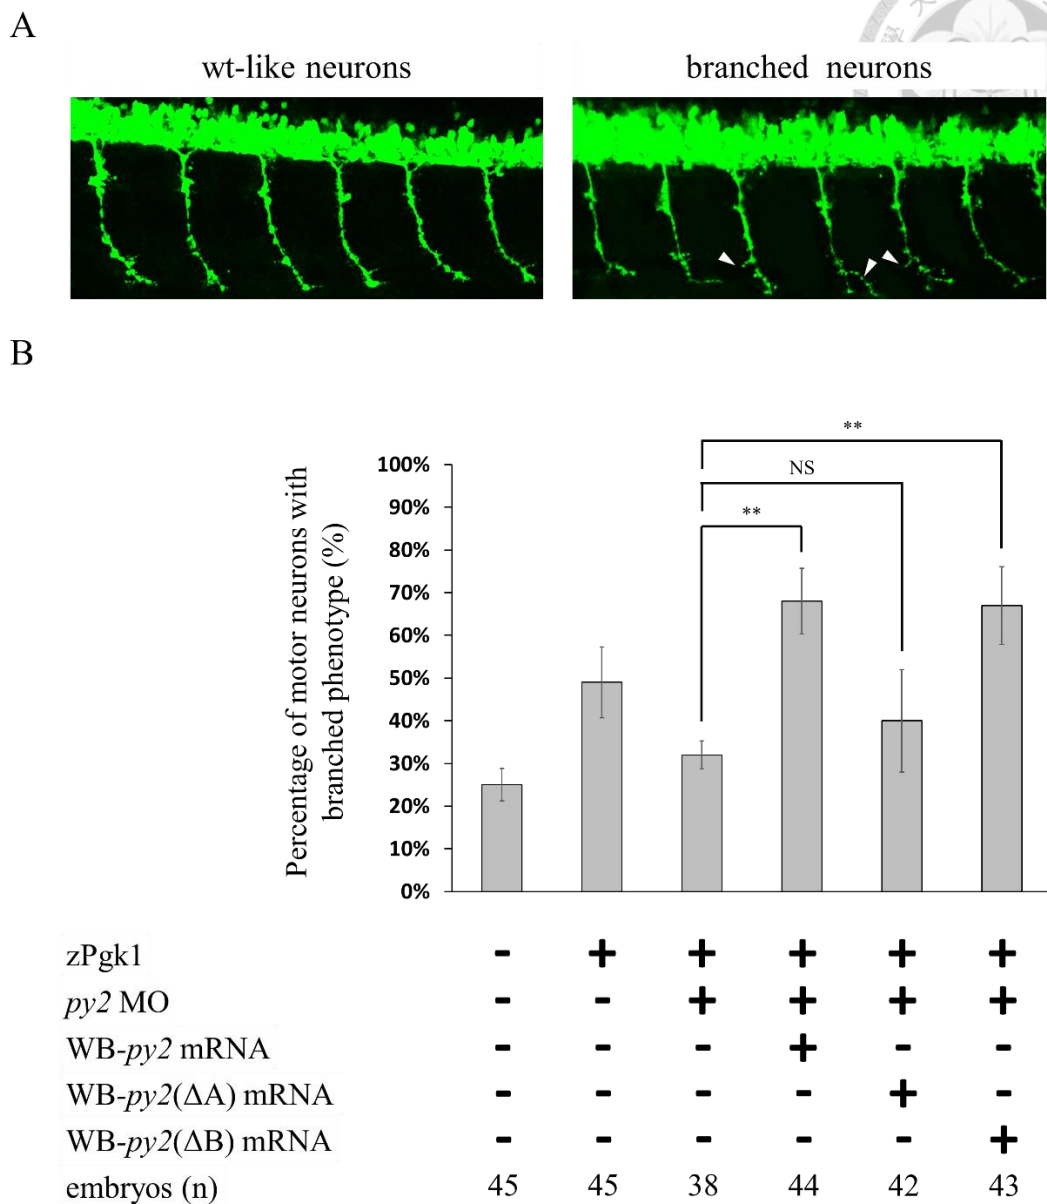 A
wt-like neurons
branched neurons
B
Percentage of motor neurons with
branched phenotype (%)
100%
90%
80%
70%
60%
50%
40%
30%
20%
10%
0%
**
NS
**
zPgk1 - + + + + +
py2 MO - - + + + +
WB-py2 mRNA - - - + - -
WB-py2(ΔA) mRNA - - - - + -
WB-py2(ΔB) mRNA - - - - - +
embryos (n) 45 45 38 44 42 43